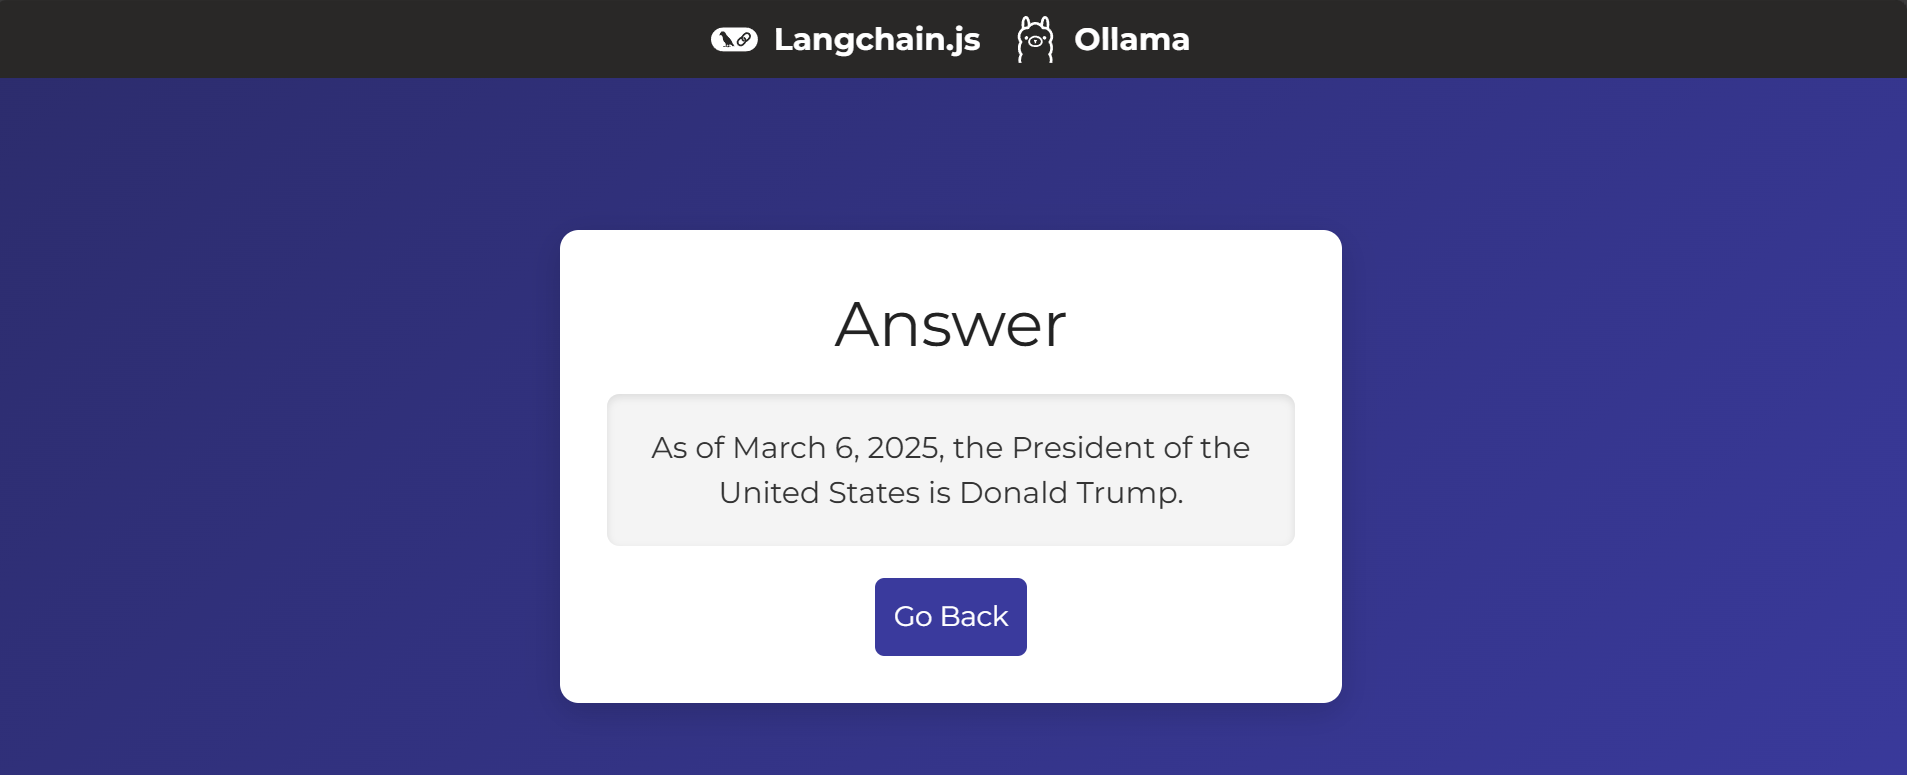 Langchain.js Ollama
Answer
As of March 6, 2025, the President of the
United States is Donald Trump.
Go Back